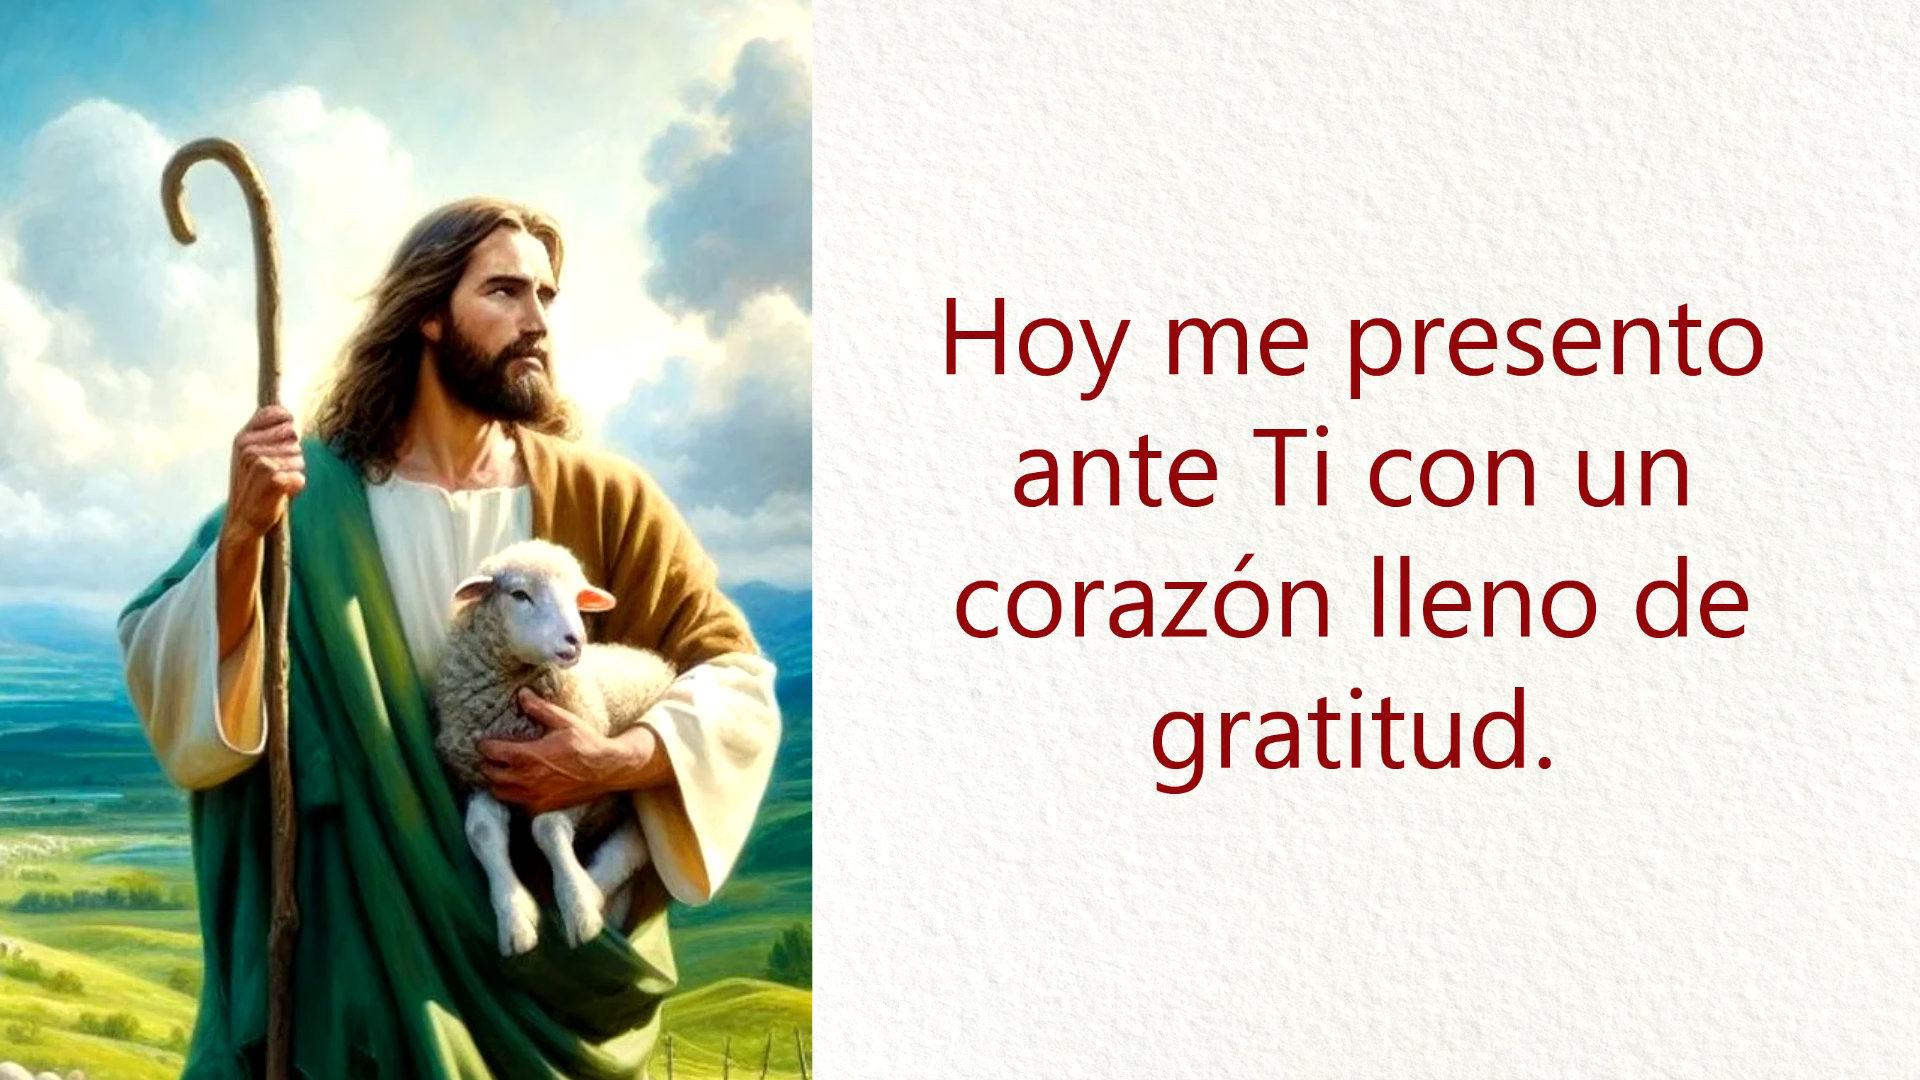 Hoy me presento
ante Ti con un
corazón lleno de
gratitud.